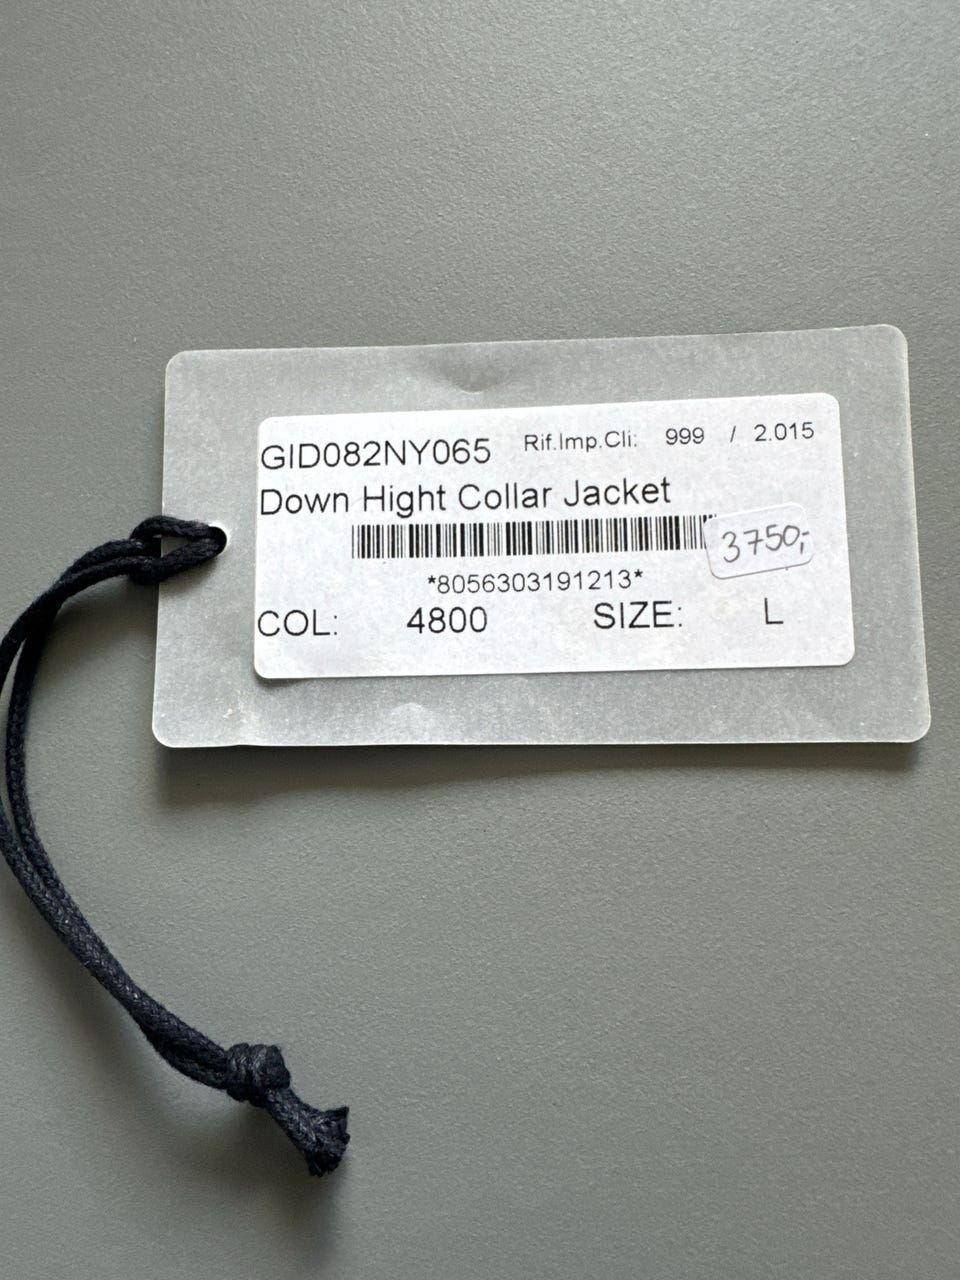 GID082NY065 Rif.Imp.Cli: 999 / 2.015
Down Hight Collar Jacket
3750,-
*8056303191213*
COL: 4800 SIZE: L